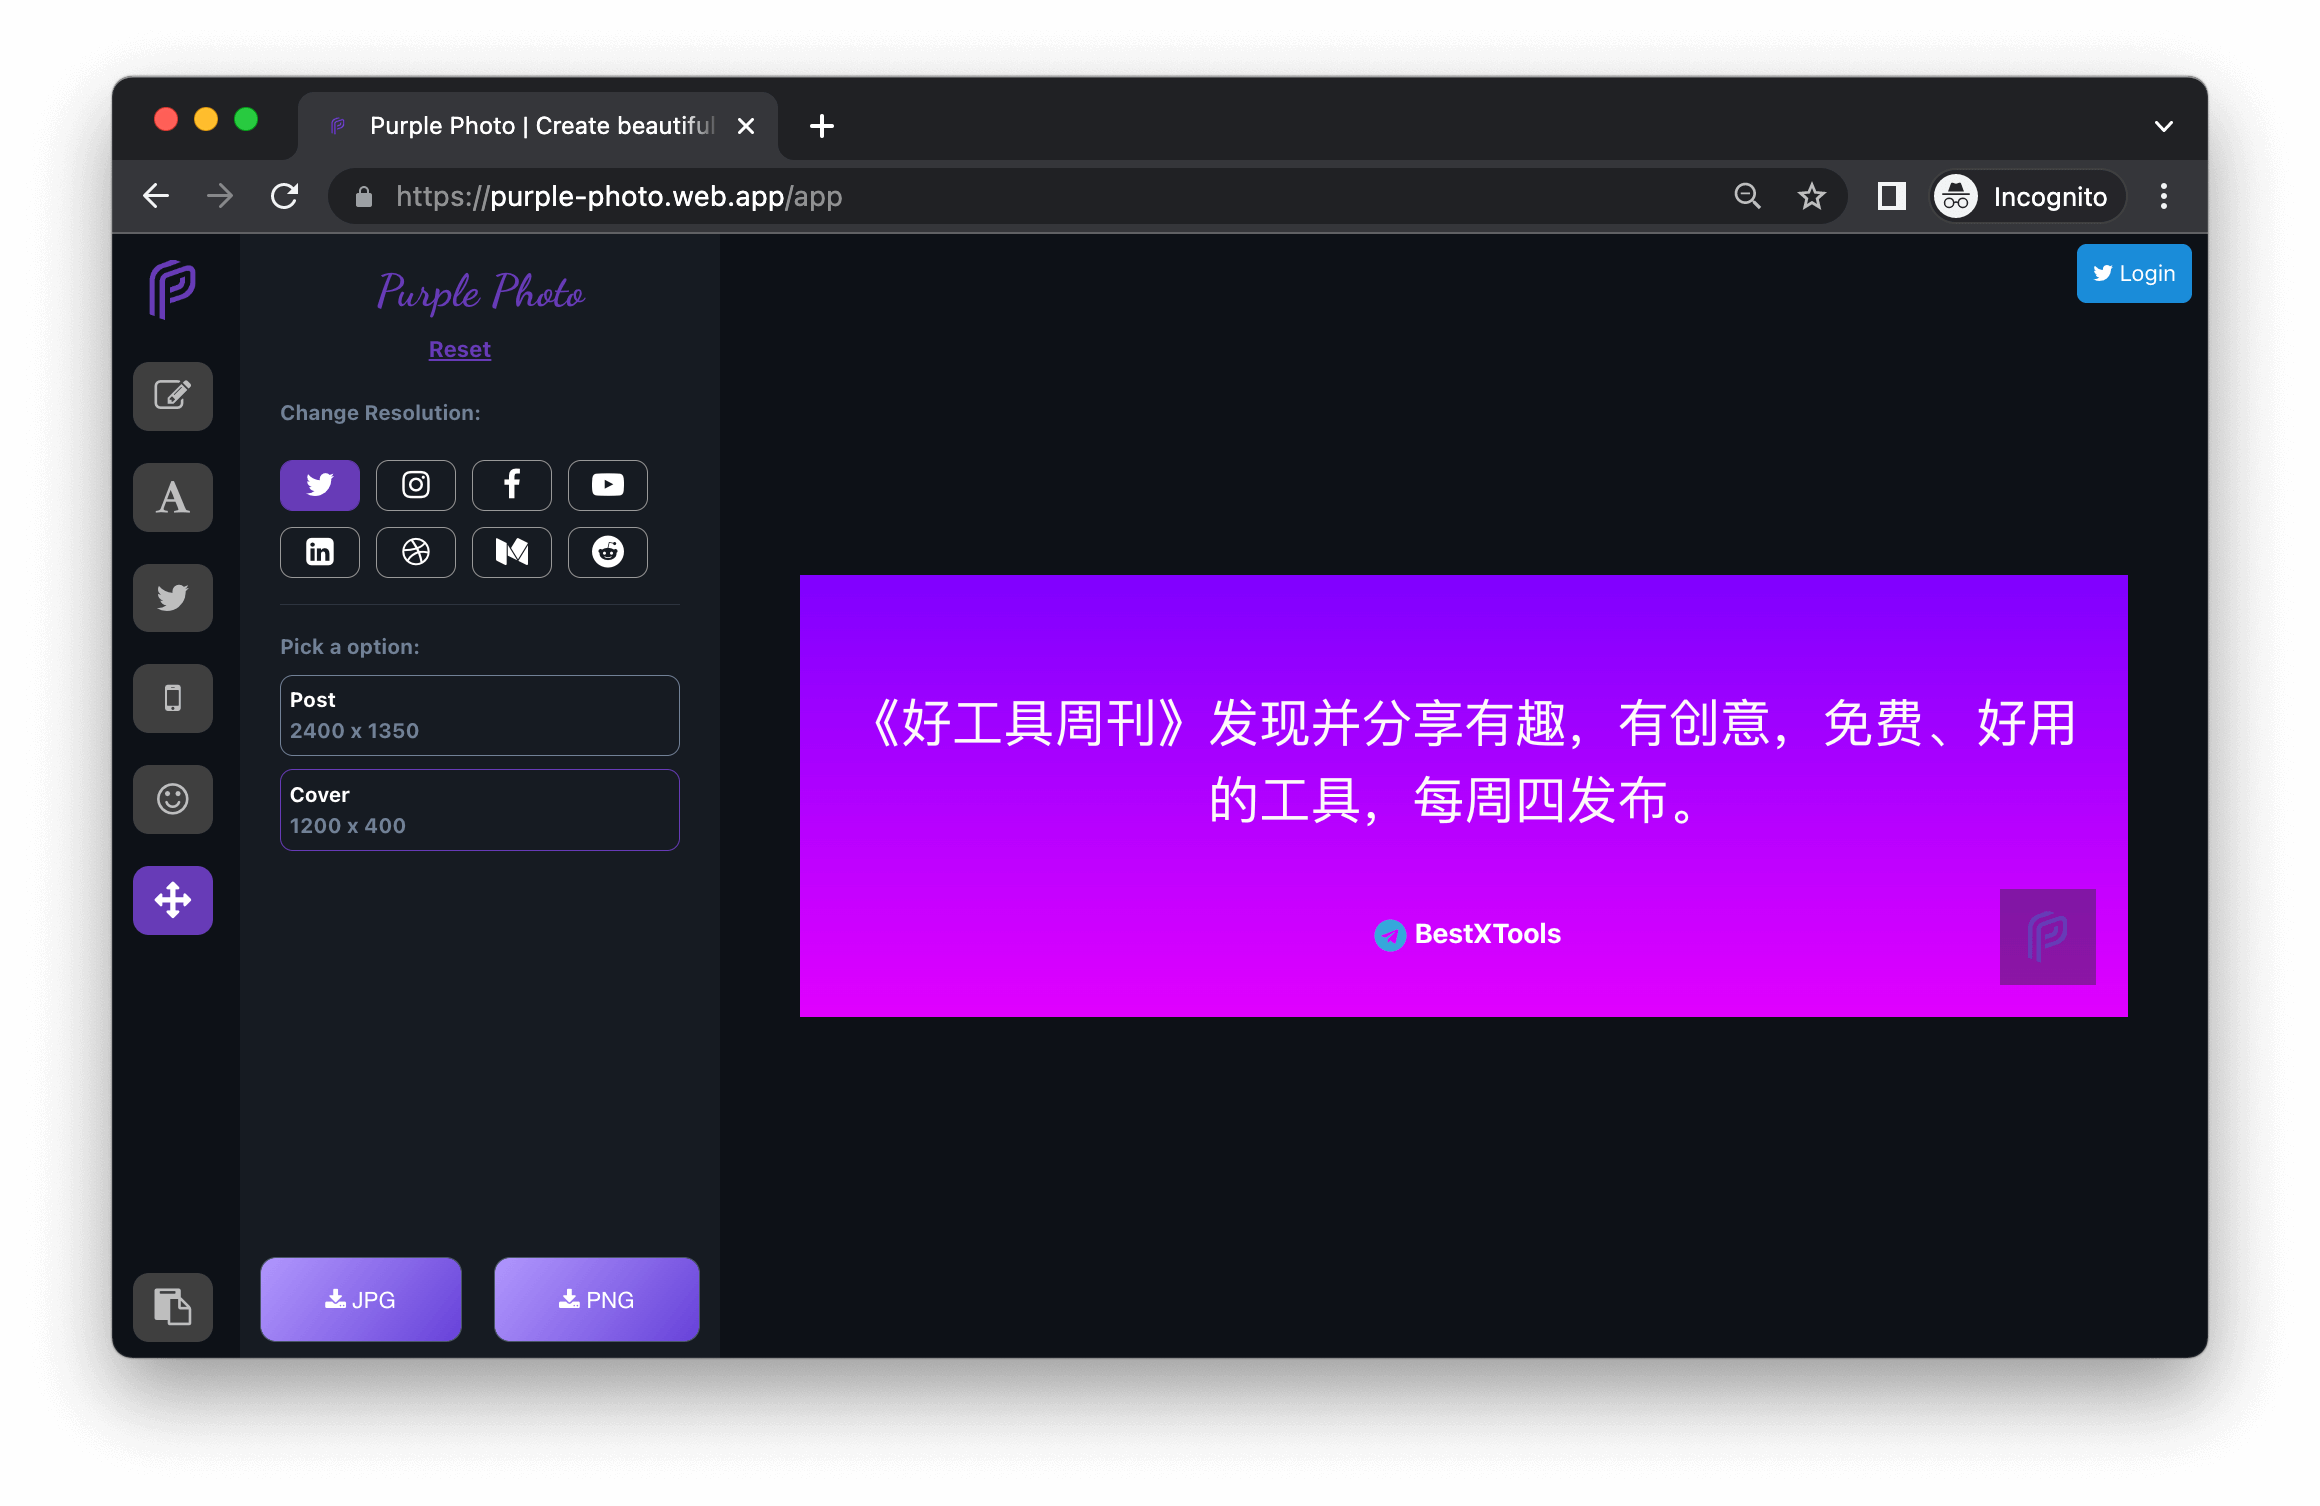 Purple Photo | Create beautiful
https://purple-photo.web.app/app
Incognito
Login
Purple Photo
Reset
Change Resolution:
Pick a option:
Post
2400 x 1350
Cover
1200 x 400
JPG
PNG
《好工具周刊》发现并分享有趣，有创意，免费、好用
的工具，每周四发布。
BestXTools